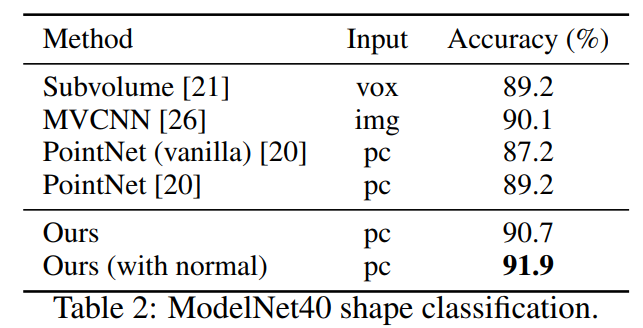 Method Input Accuracy (%)
Subvolume [21] vox 89.2
MVCNN [26] img 90.1
PointNet (vanilla) [20] pc 87.2
PointNet [20] pc 89.2
Ours pc 90.7
Ours (with normal) pc 91.9
Table 2: ModelNet40 shape classification.